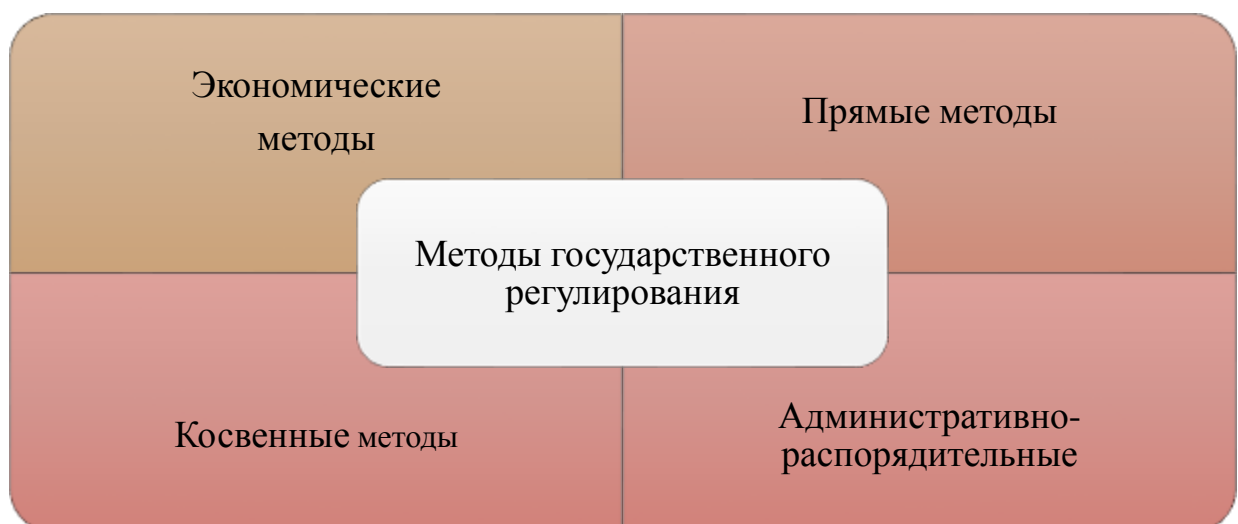 Экономические
методы
Прямые методы
Методы государственного
регулирования
Косвенные методы
Административно-
распорядительные